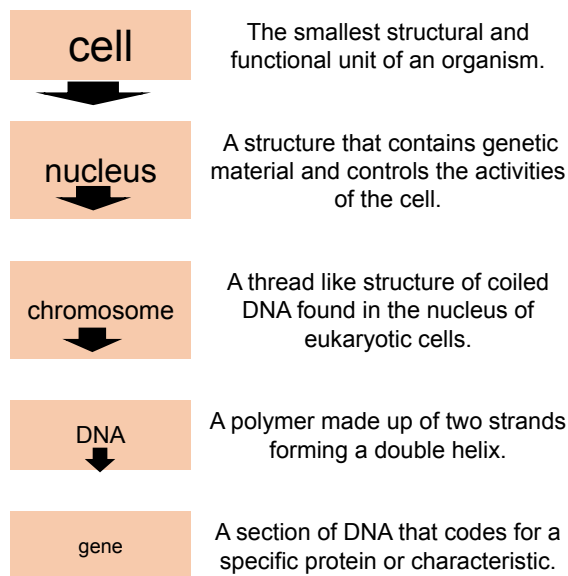 cell
The smallest structural and
functional unit of an organism.
nucleus
A structure that contains genetic
material and controls the activities
of the cell.
chromosome
A thread like structure of coiled
DNA found in the nucleus of
eukaryotic cells.
DNA
A polymer made up of two strands
forming a double helix.
gene
A section of DNA that codes for a
specific protein or characteristic.